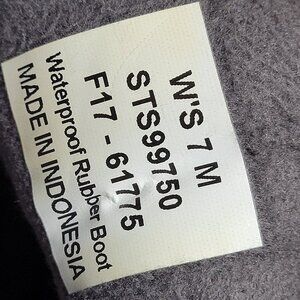 W'S 7 M
STS99750
F17 - 61775
Waterproof Rubber Boot
MADE IN INDONESIA